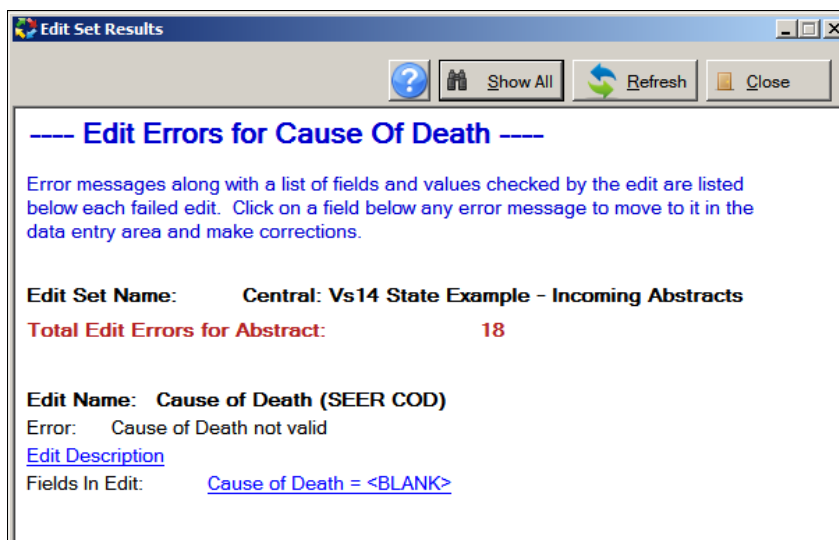 Edit Set Results
? Show All Refresh Close
---- Edit Errors for Cause Of Death ----
Error messages along with a list of fields and values checked by the edit are listed
below each failed edit. Click on a field below any error message to move to it in the
data entry area and make corrections.
Edit Set Name: Central: Vs14 State Example - Incoming Abstracts
Total Edit Errors for Abstract: 18
Edit Name: Cause of Death (SEER COD)
Error: Cause of Death not valid
Edit Description
Fields In Edit: Cause of Death = <BLANK>